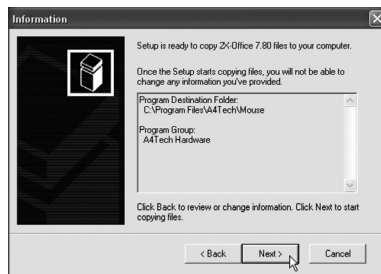 Information
Setup is ready to copy 2X-Office 7.80 files to your computer.
Once the Setup starts copying files, you will not be able to
change any information you've provided.
Program Destination Folder:
C:\Program Files\A4Tech\Mouse
Program Group:
A4Tech Hardware
Click Back to review or change information. Click Next to start
copying files.
< Back
Next >
Cancel